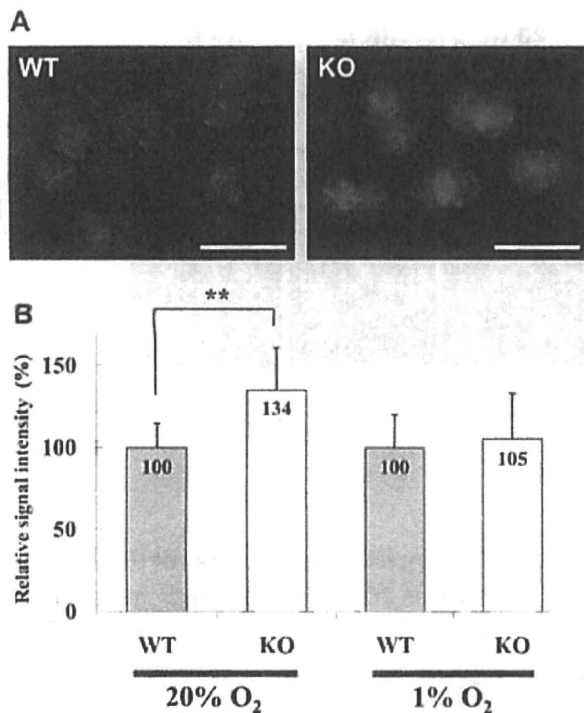 A
WT KO
B
**
Relative signal intensity (%)
150
100
50
0
100
134
100
105
WT KO WT KO
20% O₂ 1% O₂